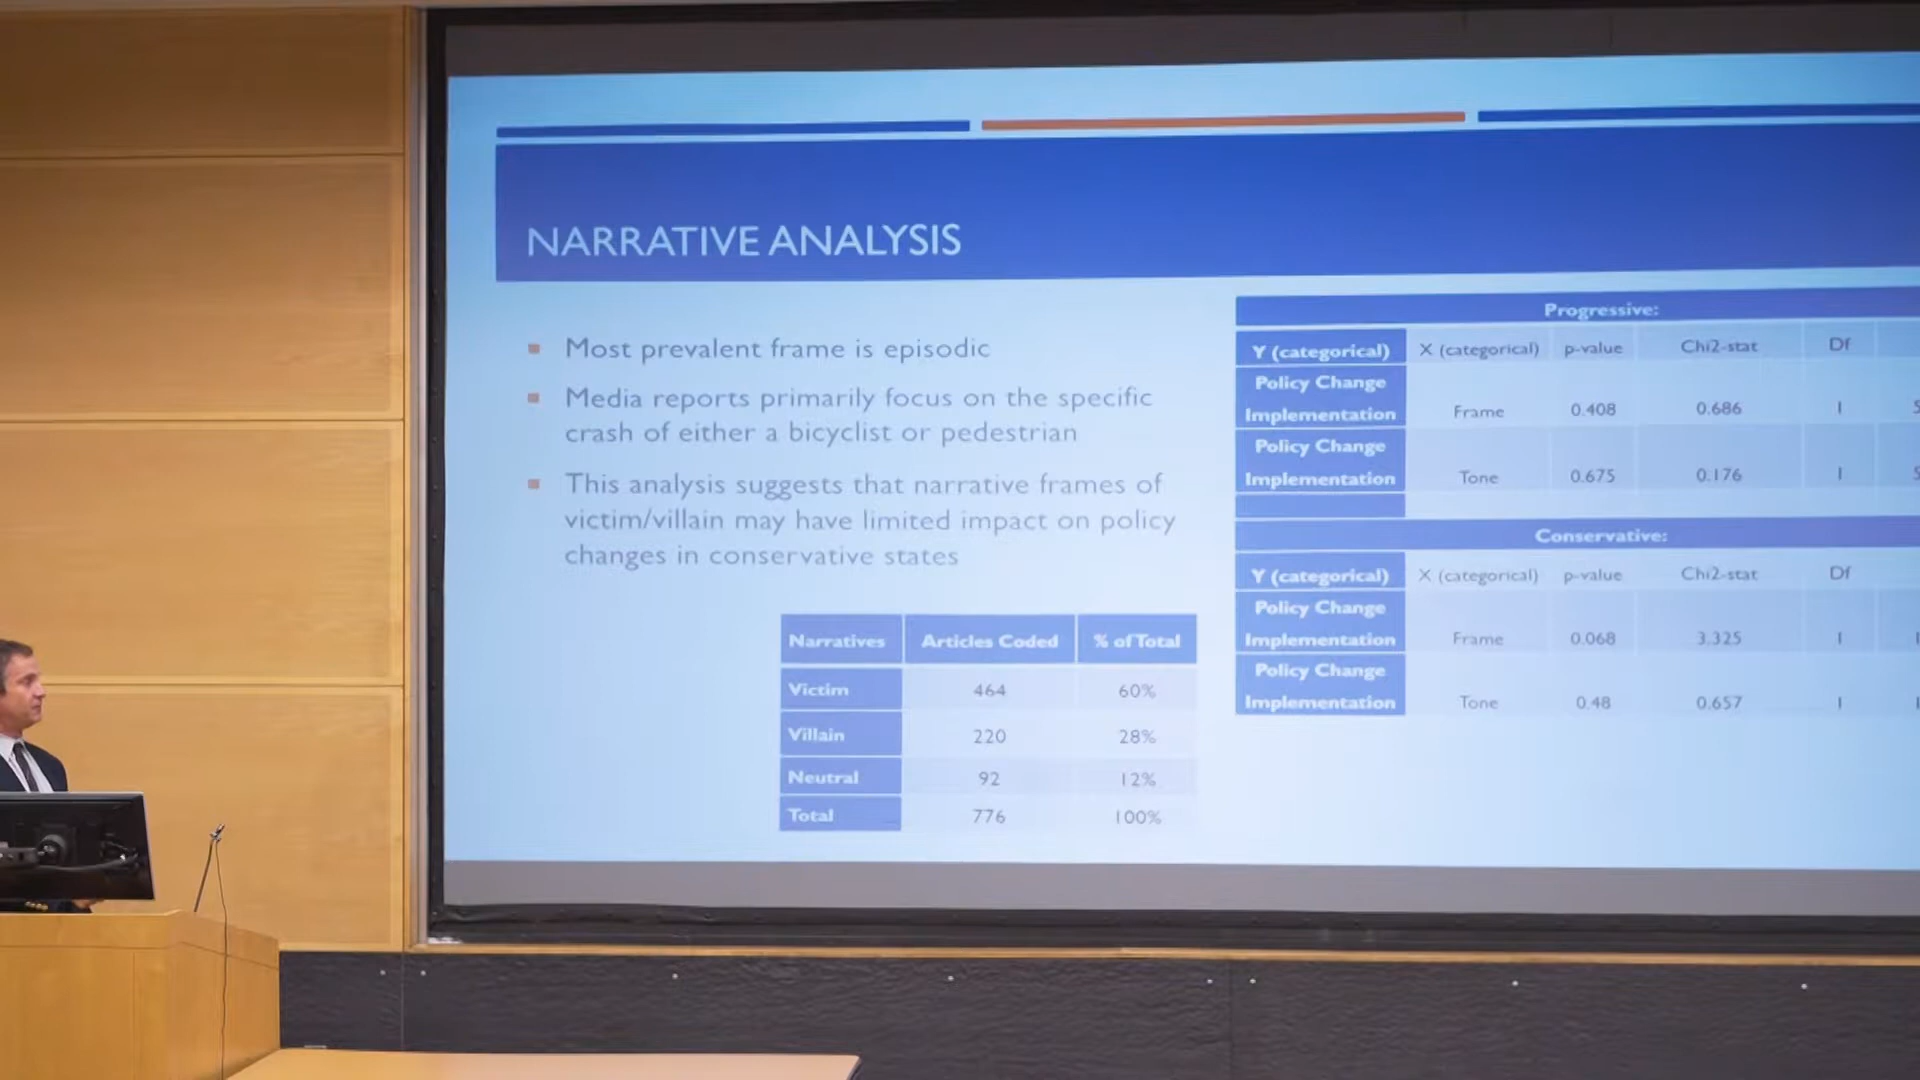 NARRATIVE ANALYSIS
Most prevalent frame is episodic
Media reports primarily focus on the specific
crash of either a bicyclist or pedestrian
This analysis suggests that narrative frames of
victim/villain may have limited impact on policy
changes in conservative states
Narratives Articles Coded % of Total
Victim 464 60%
Villain 220 28%
Neutral 92 12%
Total 776 100%
Progressive:
Y (categorical) X (categorical) p-value Chi2-stat Df
Policy Change
Implementation Frame 0.408 0.686 1
Policy Change
Implementation Tone 0.675 0.176 1
Conservative:
Y (categorical) X (categorical) p-value Chi2-stat Df
Policy Change
Implementation Frame 0.068 3.325 1
Policy Change
Implementation Tone 0.48 0.657 1